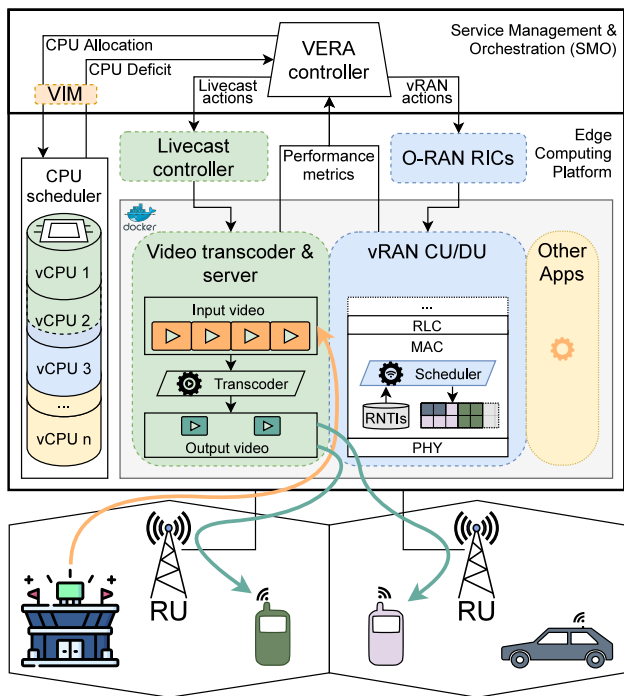 CPU Allocation
CPU Deficit
VIM
VERA
controller
Service Management &
Orchestration (SMO)
Livecast
actions
vRAN
actions
Livecast
controller
Performance
metrics
O-RAN RICs
Edge
Computing
Platform
CPU
scheduler
vCPU 1
vCPU 2
vCPU 3
...
vCPU n
docker
Video transcoder &
server
Input video
Transcoder
Output video
vRAN CU/DU
...
RLC
MAC
Scheduler
RNTIs
PHY
Other
Apps
RU
RU